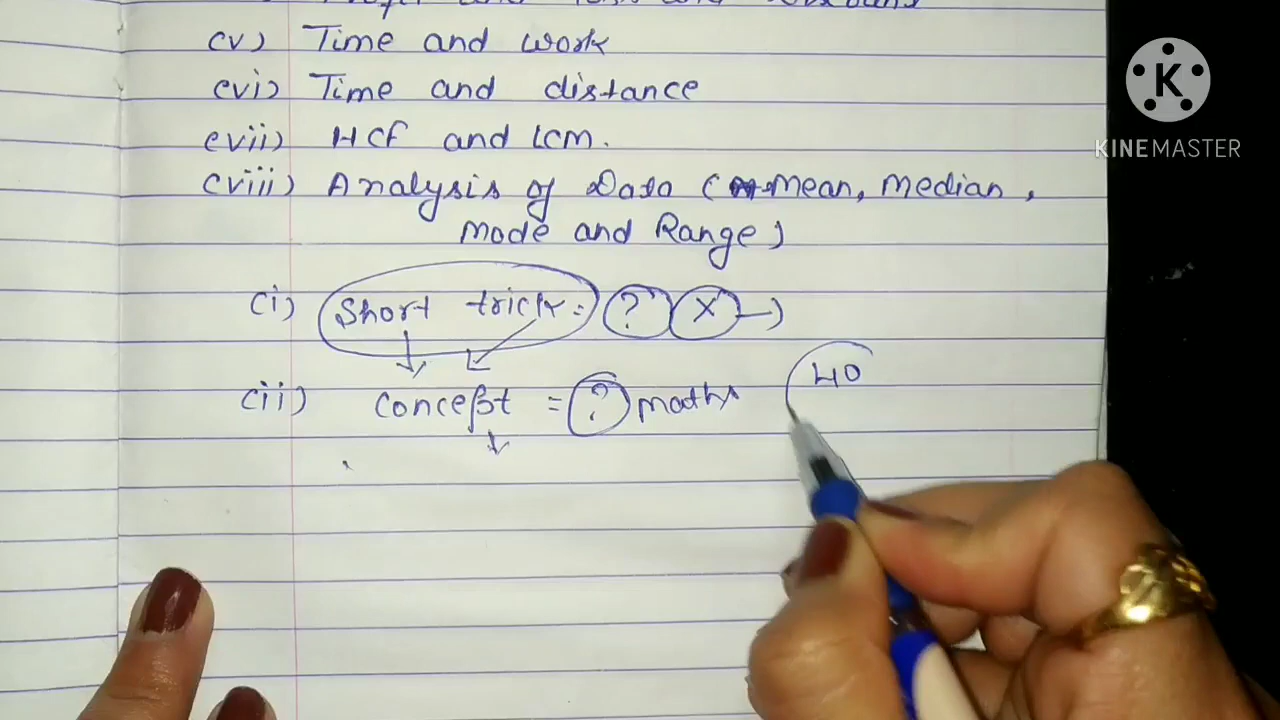 (v) Time and work
(vi) Time and distance
(vii) HCF and LCM.
(viii) Analysis of Data ( Mean, Median,
Mode and Range)
(i) Short trick = ? X →
(ii) Concept = ? maths 40
K
KINEMASTER